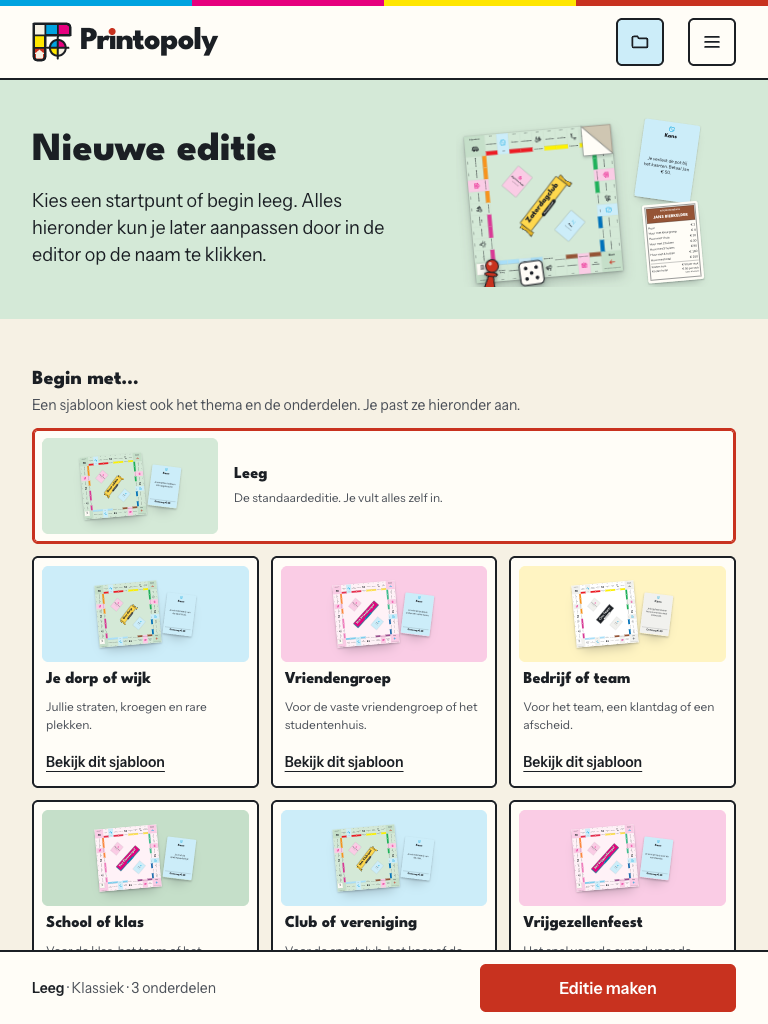 Printopoly
Nieuwe editie
Kies een startpunt of begin leeg. Alles
hieronder kun je later aanpassen door in de
editor op de naam te klikken.
Zaterdagclub
Kans
Begin met...
Een sjabloon kiest ook het thema en de onderdelen. Je past ze hieronder aan.
Leeg
De standaardeditie. Je vult alles zelf in.
Je dorp of wijk
Jullie straten, kroegen en rare
plekken.
Bekijk dit sjabloon
Vriendengroep
Voor de vaste vriendengroep of het
studentenhuis.
Bekijk dit sjabloon
Bedrijf of team
Voor het team, een klantdag of een
afscheid.
Bekijk dit sjabloon
School of klas
Club of vereniging
Vrijgezellenfeest
Leeg · Klassiek · 3 onderdelen
Editie maken